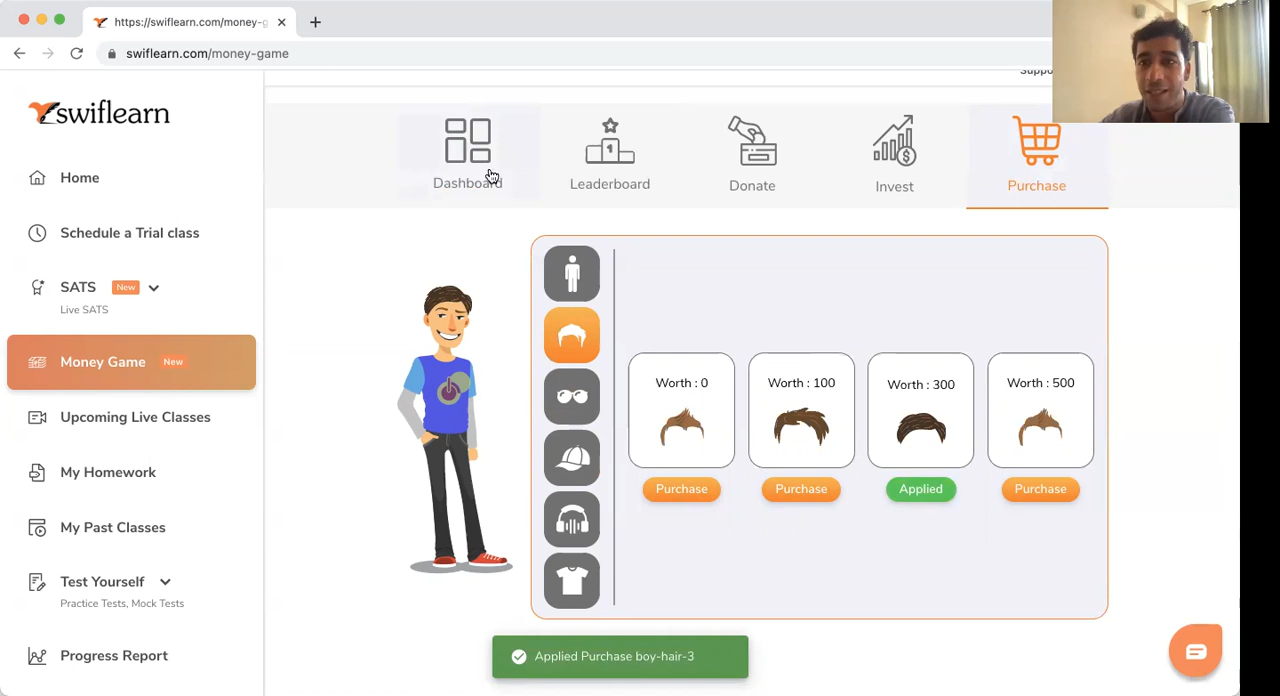 https://swiflearn.com/money-g
swiflearn.com/money-game
swiflearn
Home
Schedule a Trial class
SATS New
Live SATS
Money Game New
Upcoming Live Classes
My Homework
My Past Classes
Test Yourself
Practice Tests, Mock Tests
Progress Report
Suppo
Dashboard
Leaderboard
1
Donate
Invest
Purchase
Worth : 0
Worth : 100
Worth : 300
Worth : 500
Purchase
Purchase
Applied
Purchase
Applied Purchase boy-hair-3